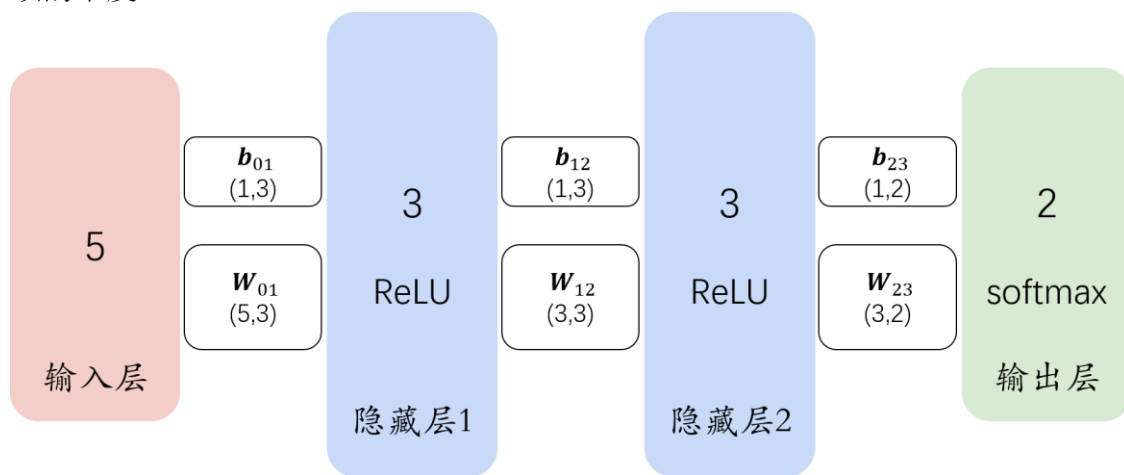 5
输入层
b₀₁
(1,3)
W₀₁
(5,3)
3
ReLU
隐藏层1
b₁₂
(1,3)
W₁₂
(3,3)
3
ReLU
隐藏层2
b₂₃
(1,2)
W₂₃
(3,2)
2
softmax
输出层